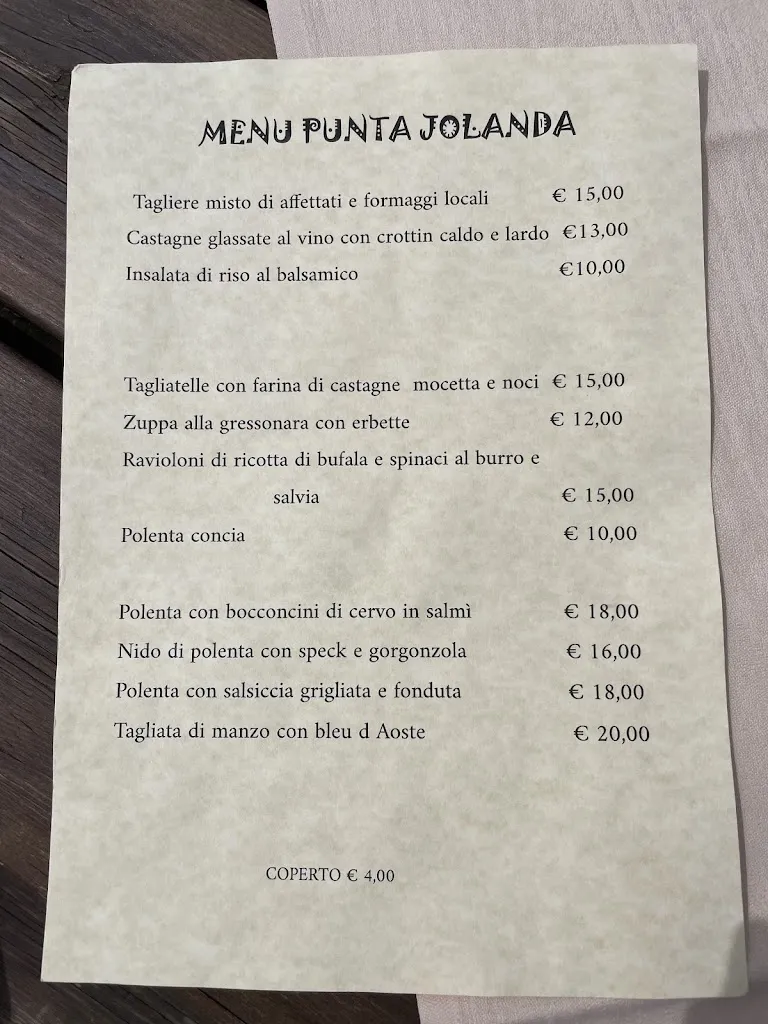 MENU PUNTA JOLANDA
Tagliere misto di affettati e formaggi locali € 15,00
Castagne glassate al vino con crottin caldo e lardo €13,00
Insalata di riso al balsamico €10,00
Tagliatelle con farina di castagne mocetta e noci € 15,00
Zuppa alla gressonara con erbette € 12,00
Ravioloni di ricotta di bufala e spinaci al burro e
salvia € 15,00
Polenta concia € 10,00
Polenta con bocconcini di cervo in salmì € 18,00
Nido di polenta con speck e gorgonzola € 16,00
Polenta con salsiccia grigliata e fonduta € 18,00
Tagliata di manzo con bleu d Aoste € 20,00
COPERTO € 4,00